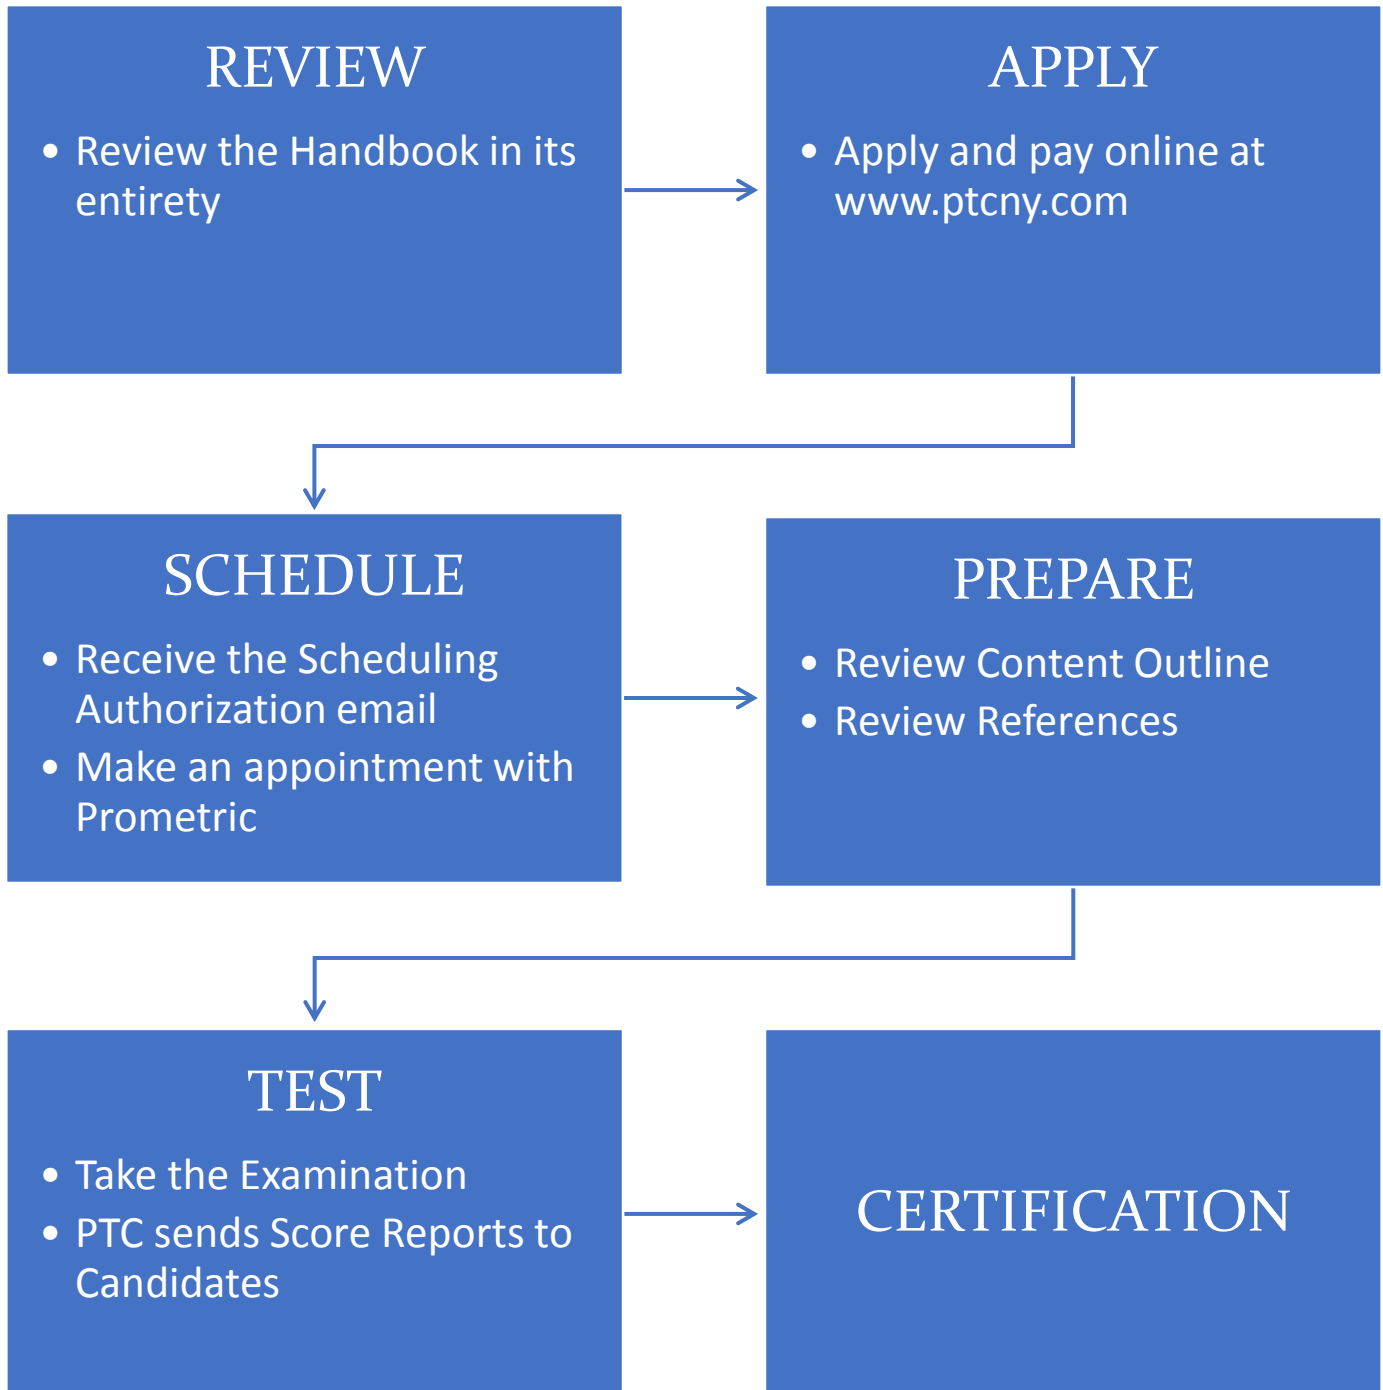 REVIEW
• Review the Handbook in its
entirety
APPLY
• Apply and pay online at
www.ptcny.com
SCHEDULE
• Receive the Scheduling
Authorization email
• Make an appointment with
Prometric
PREPARE
• Review Content Outline
• Review References
TEST
• Take the Examination
• PTC sends Score Reports to
Candidates
CERTIFICATION